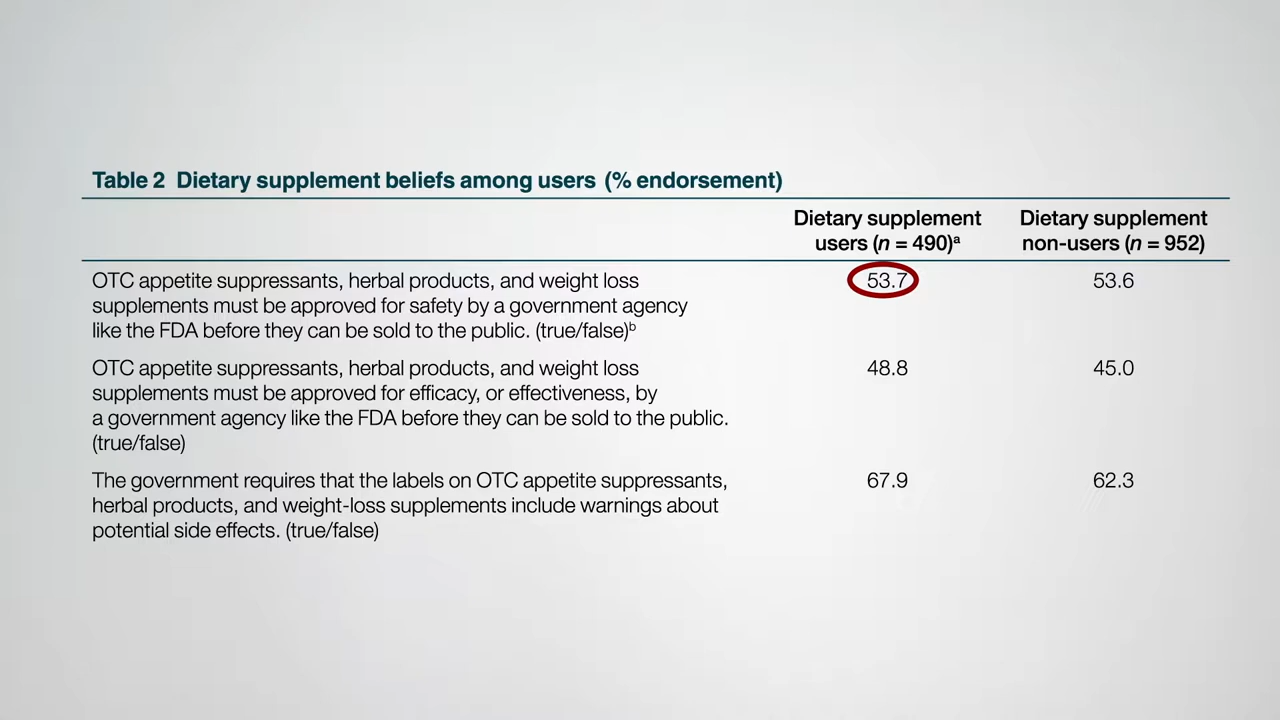 Table 2 Dietary supplement beliefs among users (% endorsement)
Dietary supplement users (n = 490)ᵃ
Dietary supplement non-users (n = 952)
OTC appetite suppressants, herbal products, and weight loss
supplements must be approved for safety by a government agency
like the FDA before they can be sold to the public. (true/false)ᵇ
53.7
53.6
OTC appetite suppressants, herbal products, and weight loss
supplements must be approved for efficacy, or effectiveness, by
a government agency like the FDA before they can be sold to the public.
(true/false)
48.8
45.0
The government requires that the labels on OTC appetite suppressants,
herbal products, and weight-loss supplements include warnings about
potential side effects. (true/false)
67.9
62.3